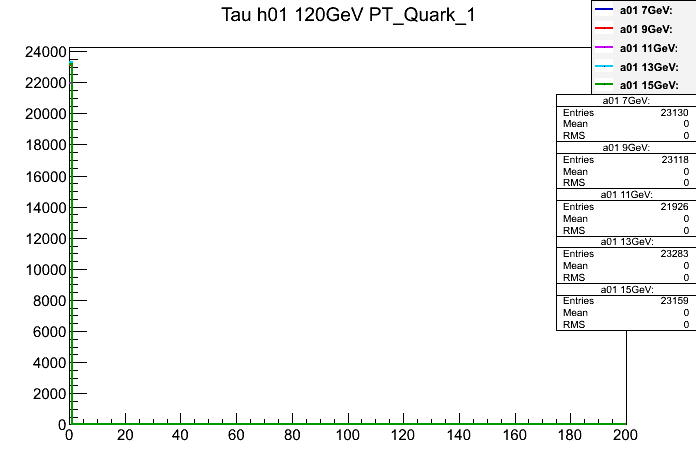 Tau h01 120GeV PT_Quark_1
a01 7GeV:
a01 9GeV:
a01 11GeV:
a01 13GeV:
a01 15GeV:
a01 7GeV:
Entries 23130
Mean 0
RMS 0
a01 9GeV:
Entries 23118
Mean 0
RMS 0
a01 11GeV:
Entries 21926
Mean 0
RMS 0
a01 13GeV:
Entries 23283
Mean 0
RMS 0
a01 15GeV:
Entries 23159
Mean 0
RMS 0
24000
22000
20000
18000
16000
14000
12000
10000
8000
6000
4000
2000
0
0 20 40 60 80 100 120 140 160 180 200